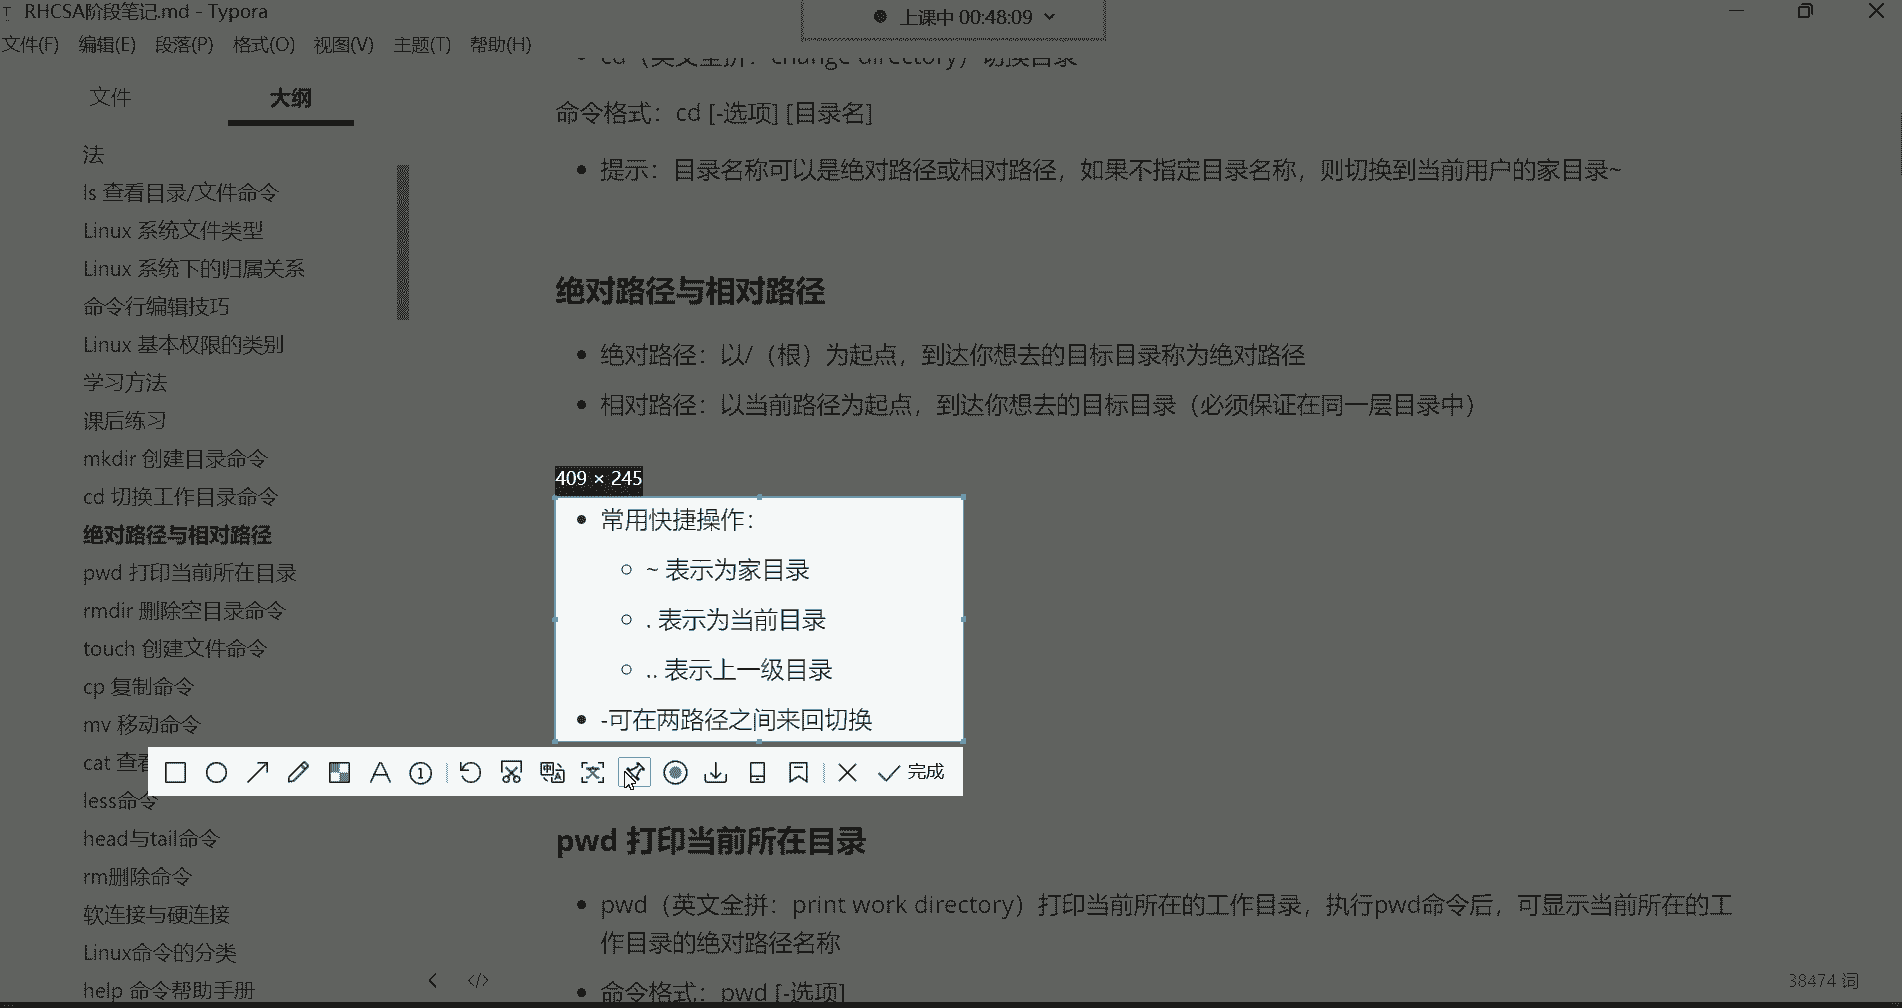 RHCSA阶段笔记.md - Typora
上课中 00:48:09
文件(F) 编辑(E) 段落(P) 格式(O) 视图(V) 主题(T) 帮助(H)
文件
大纲
法
ls 查看目录/文件命令
Linux 系统文件类型
Linux 系统下的归属关系
命令行编辑技巧
Linux 基本权限的类别
学习方法
课后练习
mkdir 创建目录命令
cd 切换工作目录命令
绝对路径与相对路径
pwd 打印当前所在目录
rmdir 删除空目录命令
touch 创建文件命令
cp 复制命令
mv 移动命令
cat 查看
less命令
head与tail命令
rm删除命令
软连接与硬连接
Linux命令的分类
help 命令帮助手册
cd（英文全拼：change directory）切换目录
命令格式：cd [-选项] [目录名]
提示：目录名称可以是绝对路径或相对路径，如果不指定目录名称，则切换到当前用户的家目录~
绝对路径与相对路径
绝对路径：以/（根）为起点，到达你想去的目标目录称为绝对路径
相对路径：以当前路径为起点，到达你想去的目标目录（必须保证在同一层目录中）
409 × 245
常用快捷操作：
~ 表示为家目录
. 表示为当前目录
.. 表示上一级目录
-可在两路径之间来回切换
完成
pwd 打印当前所在目录
pwd（英文全拼：print work directory）打印当前所在的工作目录，执行pwd命令后，可显示当前所在的工
作目录的绝对路径名称
命令格式：pwd [-选项]
38474 词